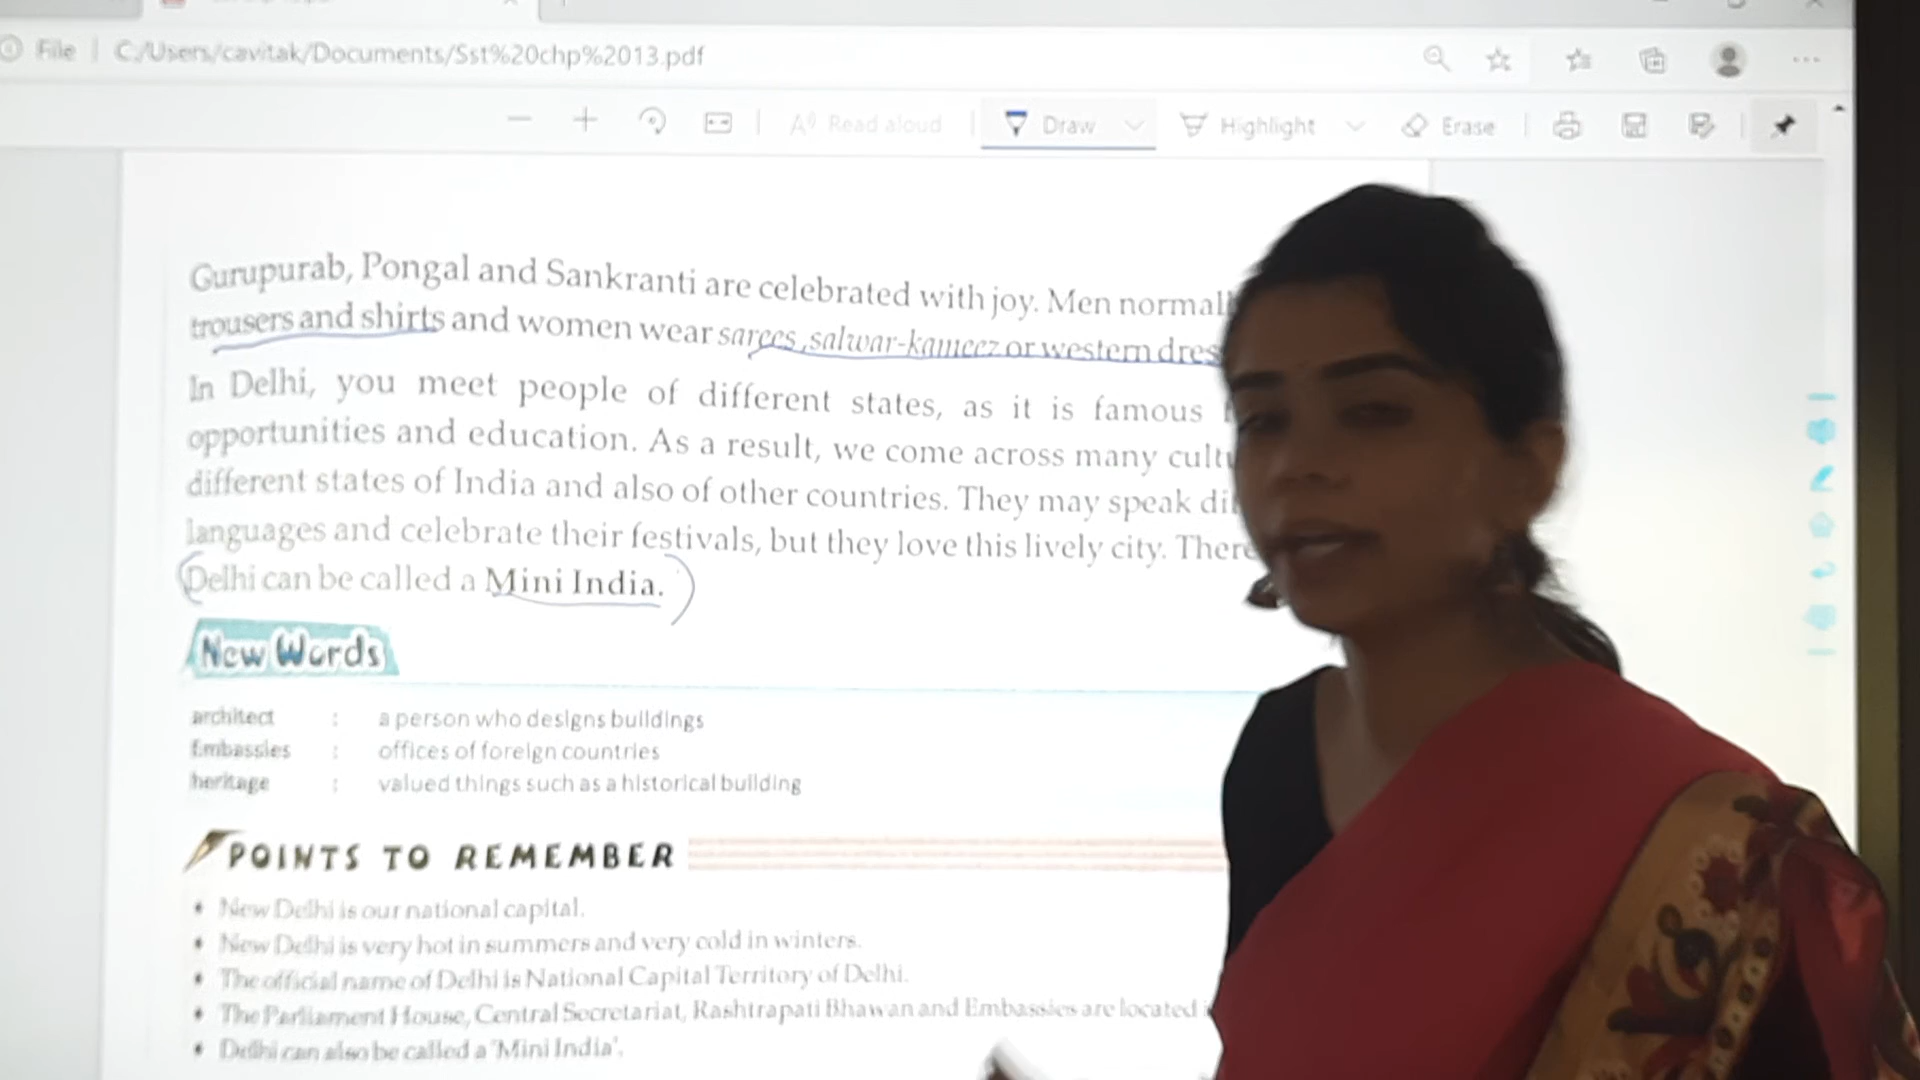 File | C:/Users/cavitak/Documents/Sst%20chp%2013.pdf
Read aloud Draw Highlight Erase
Gurupurab, Pongal and Sankranti are celebrated with joy. Men
trousers and shirts and women wear sarees, salwar-kameez or western
In Delhi, you meet people of different states, as it is famous
opportunities and education. As a result, we come across many
different states of India and also of other countries. They may speak
languages and celebrate their festivals, but they love this lively city.
Delhi can be called a Mini India.
New Words
architect : a person who designs buildings
Embassies : offices of foreign countries
heritage : valued things such as a historical building
POINTS TO REMEMBER
• New Delhi is our national capital.
• New Delhi is very hot in summers and very cold in winters.
• The official name of Delhi is National Capital Territory of Delhi.
• The Parliament House, Central Secretariat, Rashtrapati Bhawan and Embassies are located
• Delhi can also be called a 'Mini India'.